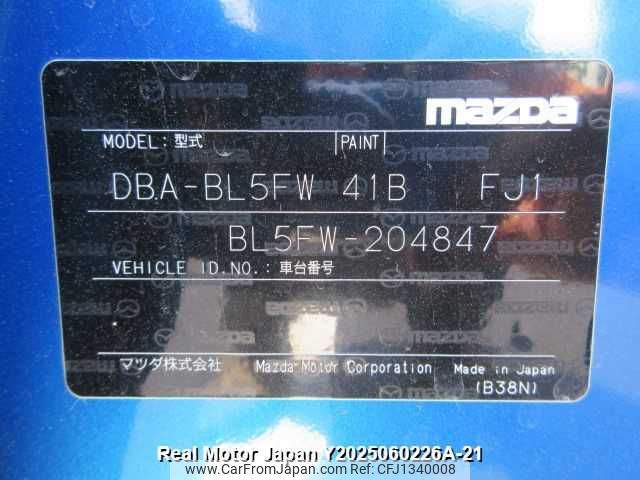 mazda
MODEL: 型式 PAINT
DBA-BL5FW 41B FJ1
BL5FW-204847
VEHICLE ID.NO.: 車台番号
マツダ株式会社 Mazda Motor Corporation Made in Japan
(B38N)
Real Motor Japan Y2025060226A-21
www.CarFromJapan.com ID:CFJ1340008